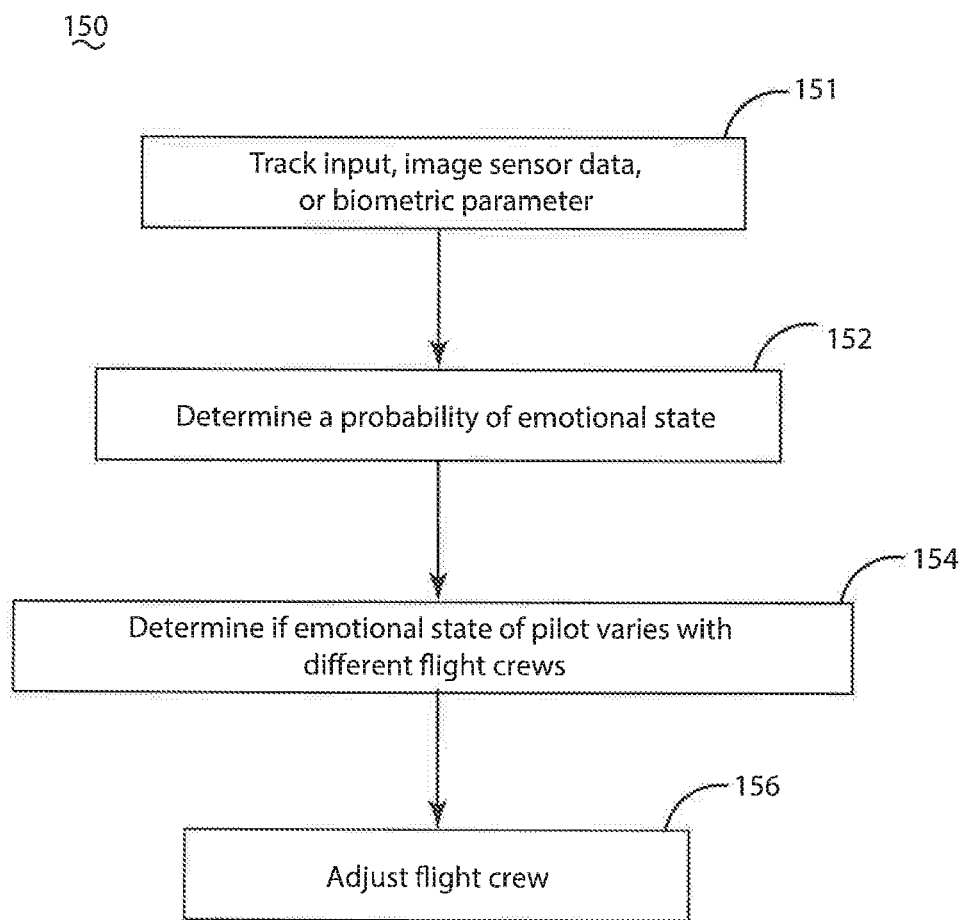 150
151
Track input, image sensor data,
or biometric parameter
152
Determine a probability of emotional state
154
Determine if emotional state of pilot varies with
different flight crews
156
Adjust flight crew